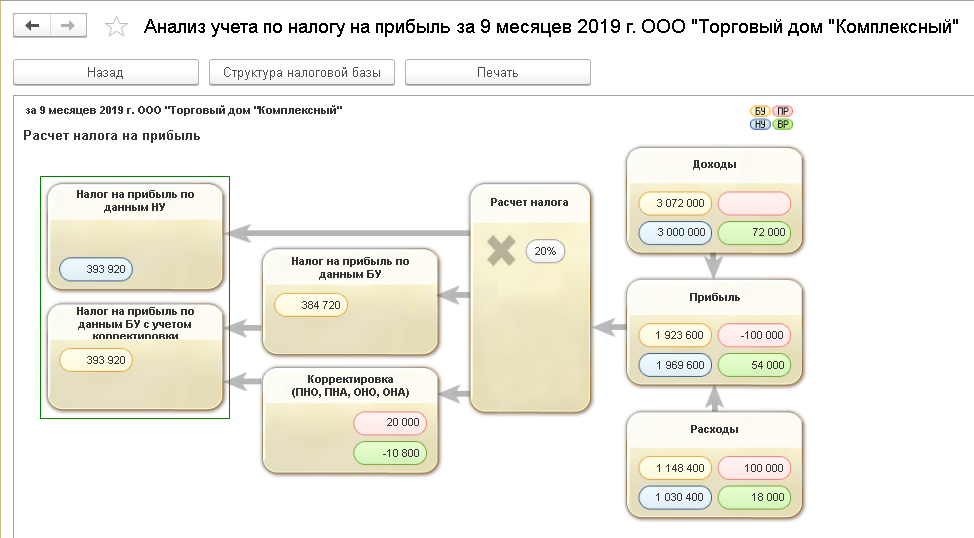 Анализ учета по налогу на прибыль за 9 месяцев 2019 г. ООО "Торговый дом "Комплексный"
Назад
Структура налоговой базы
Печать
за 9 месяцев 2019 г. ООО "Торговый дом "Комплексный"
БУ ПР
НУ ВР
Расчет налога на прибыль
Налог на прибыль по
данным НУ
393 920
Налог на прибыль по
данным БУ с учетом
корректировки
393 920
Налог на прибыль по
данным БУ
384 720
Корректировка
(ПНО, ПНА, ОНО, ОНА)
20 000
-10 800
Расчет налога
20%
Доходы
3 072 000
3 000 000 72 000
Прибыль
1 923 600 -100 000
1 969 600 54 000
Расходы
1 148 400 100 000
1 030 400 18 000